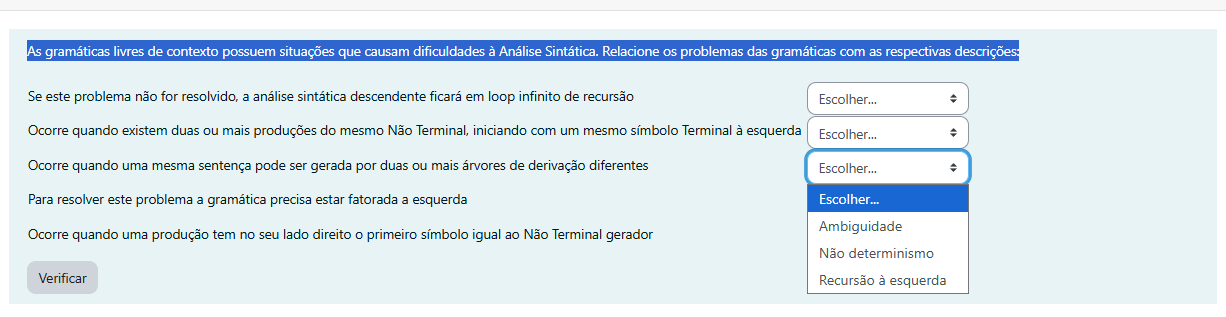 As gramáticas livres de contexto possuem situações que causam dificuldades à Análise Sintática. Relacione os problemas das gramáticas com as respectivas descrições:
Se este problema não for resolvido, a análise sintática descendente ficará em loop infinito de recursão
Escolher...
Ocorre quando existem duas ou mais produções do mesmo Não Terminal, iniciando com um mesmo símbolo Terminal à esquerda
Escolher...
Ocorre quando uma mesma sentença pode ser gerada por duas ou mais árvores de derivação diferentes
Escolher...
Para resolver este problema a gramática precisa estar fatorada a esquerda
Escolher...
Ambiguidade
Ocorre quando uma produção tem no seu lado direito o primeiro símbolo igual ao Não Terminal gerador
Não determinismo
Recursão à esquerda
Verificar